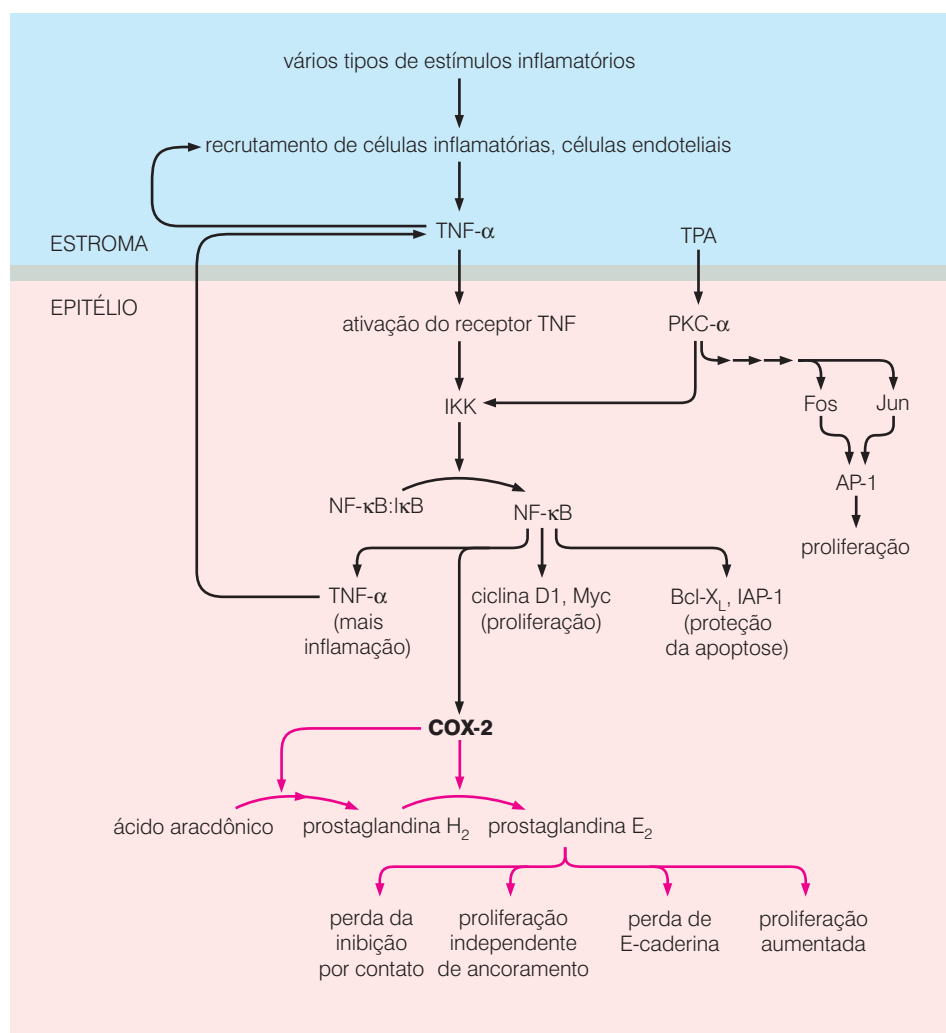 vários tipos de estímulos inflamatórios
recrutamento de células inflamatórias, células endoteliais
TNF-α
TPA
ESTROMA
EPITÉLIO
ativação do receptor TNF
PKC-α
IKK
Fos
Jun
NF-κB:IκB
NF-κB
AP-1
proliferação
TNF-α
(mais
inflamação)
ciclina D1, Myc
(proliferação)
Bcl-X_L, IAP-1
(proteção
da apoptose)
COX-2
ácido aracdônico
prostaglandina H₂
prostaglandina E₂
perda da
inibição
por contato
proliferação
independente
de ancoramento
perda de
E-caderina
proliferação
aumentada